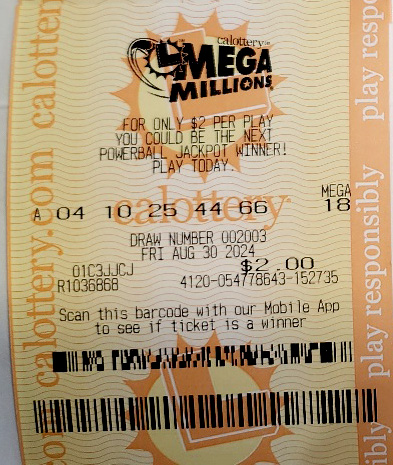 calottery
MEGA
MILLIONS
FOR ONLY $2 PER PLAY
YOU COULD BE THE NEXT
POWERBALL JACKPOT WINNER!
PLAY TODAY.
MEGA
A 04 10 25 44 66 18
calottery
DRAW NUMBER 002003
FRI AUG 30 2024
01C3JJCJ $2.00
R1036868 4120-054778643-152735
Scan this barcode with our Mobile App
to see if ticket is a winner
calottery.com calottery
play responsibly play resp